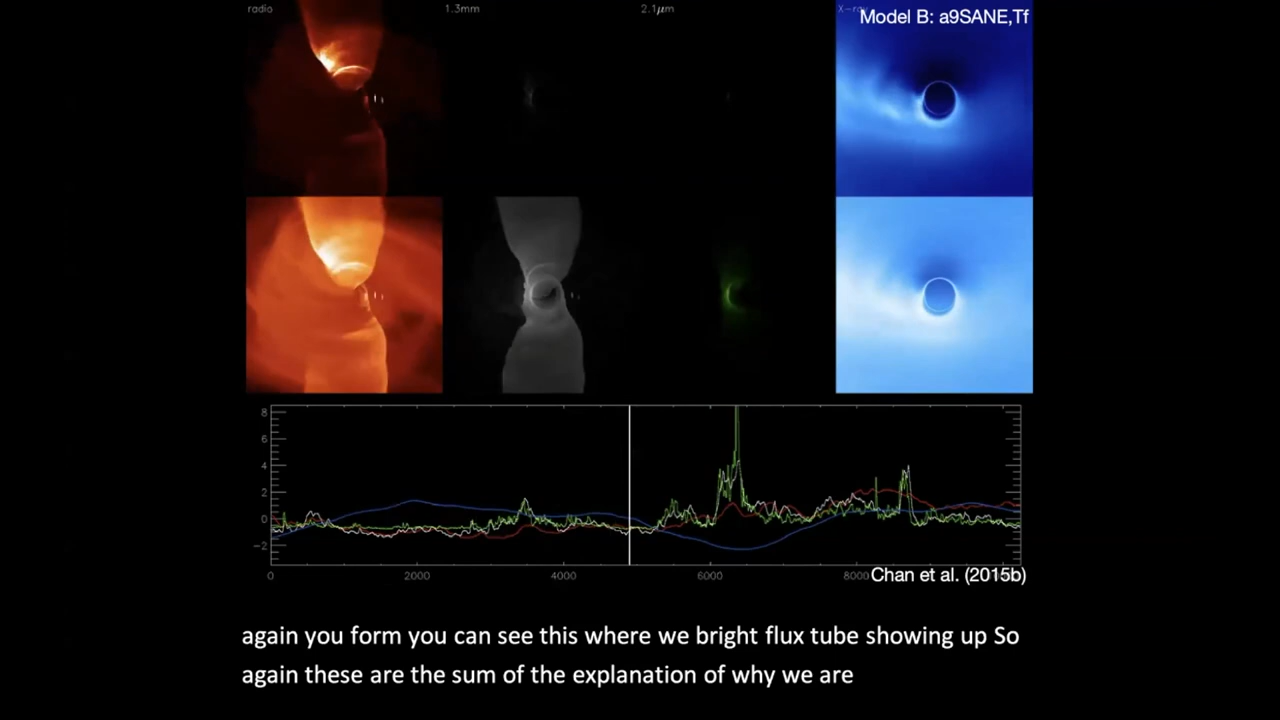 radio
1.3mm
2.1μm
X-ray
Model B: a9SANE,Tf
8
6
4
2
0
−2
0
2000
4000
6000
8000
Chan et al. (2015b)
again you form you can see this where we bright flux tube showing up So
again these are the sum of the explanation of why we are